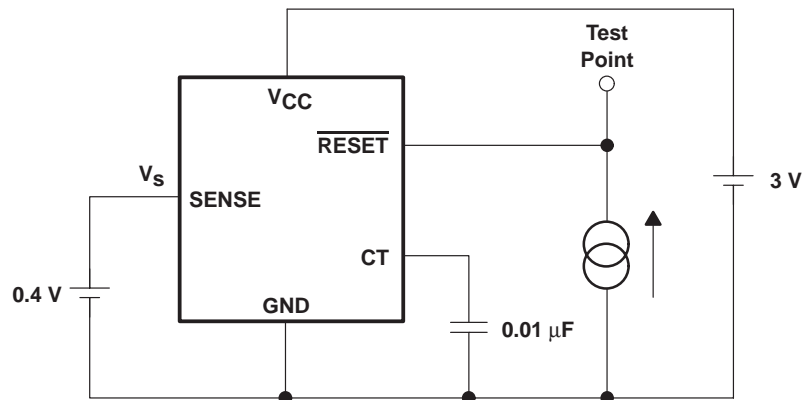 Test
Point
VCC
RESET
Vs
SENSE
3 V
CT
0.4 V
GND
0.01 μF